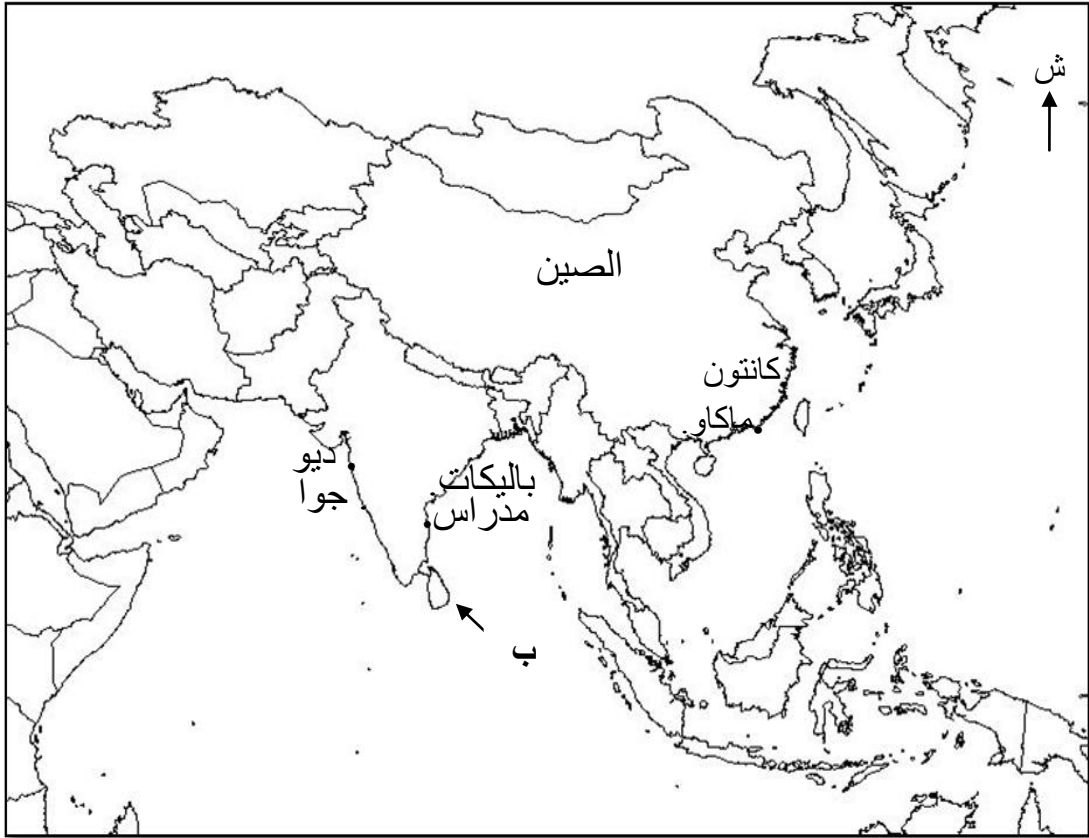 ش
الصين
كانتون
ماكاو
ديو
جوا
باليكات
مدراس
ب